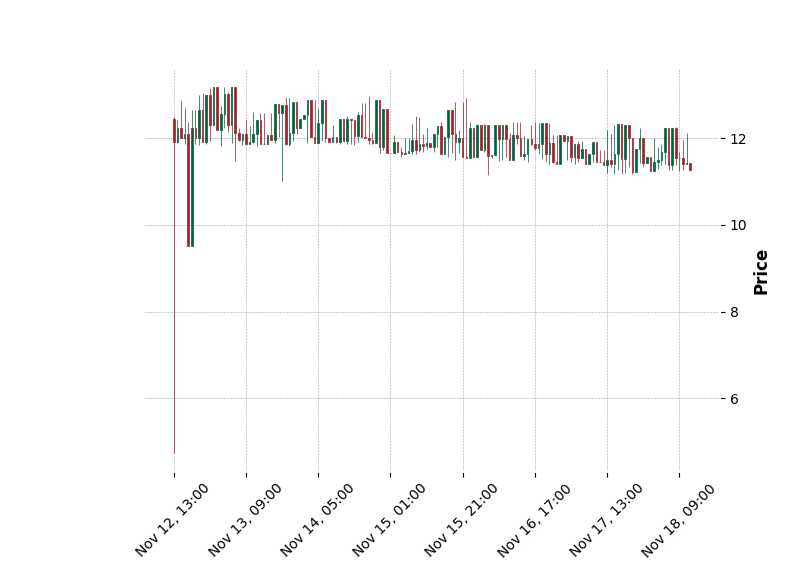 12
10
8
6
Price
Nov 12, 13:00
Nov 13, 09:00
Nov 14, 05:00
Nov 15, 01:00
Nov 15, 21:00
Nov 16, 17:00
Nov 17, 13:00
Nov 18, 09:00